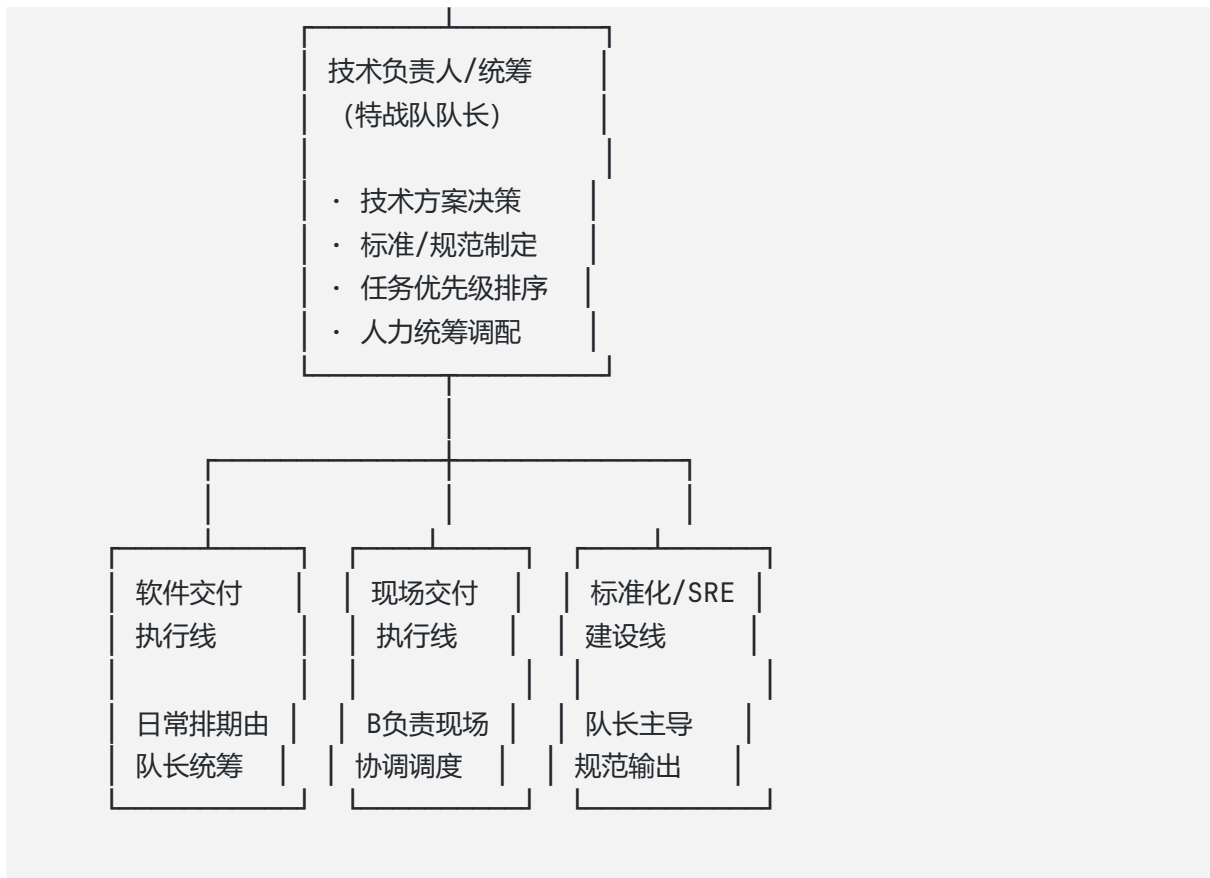 技术负责人/统筹
(特战队队长)
· 技术方案决策
· 标准/规范制定
· 任务优先级排序
· 人力统筹调配
软件交付
执行线
日常排期由
队长统筹
现场交付
执行线
B负责现场
协调调度
标准化/SRE
建设线
队长主导
规范输出